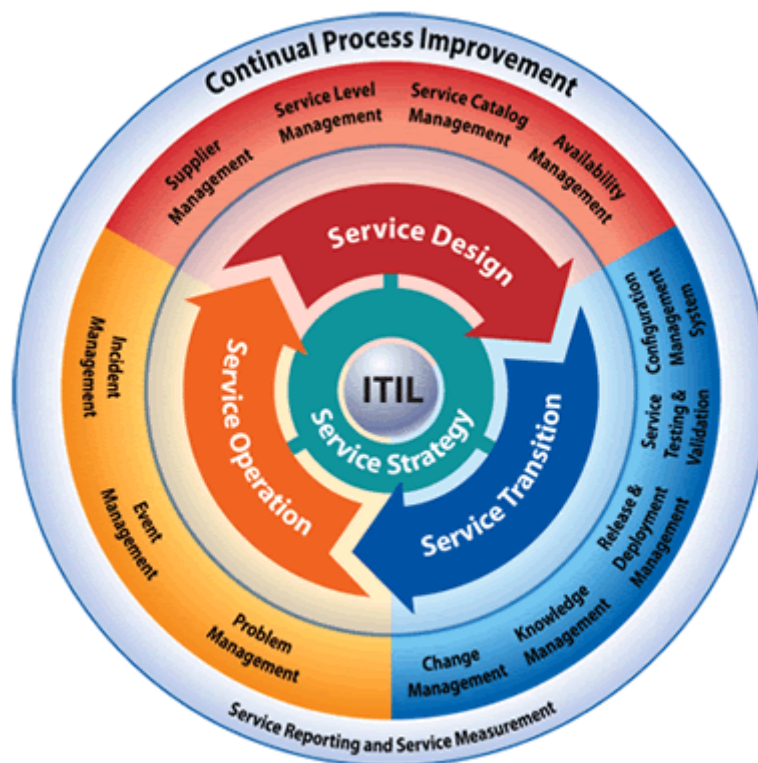 Continual Process Improvement
Supplier
Management
Service Level
Management
Service Catalog
Management
Availability
Management
Configuration
Management
System
Service
Testing &
Validation
Release &
Deployment
Management
Knowledge
Management
Change
Management
Problem
Management
Event
Management
Incident
Management
Service Design
Service Transition
Service Operation
Service Strategy
ITIL
Service Reporting and Service Measurement